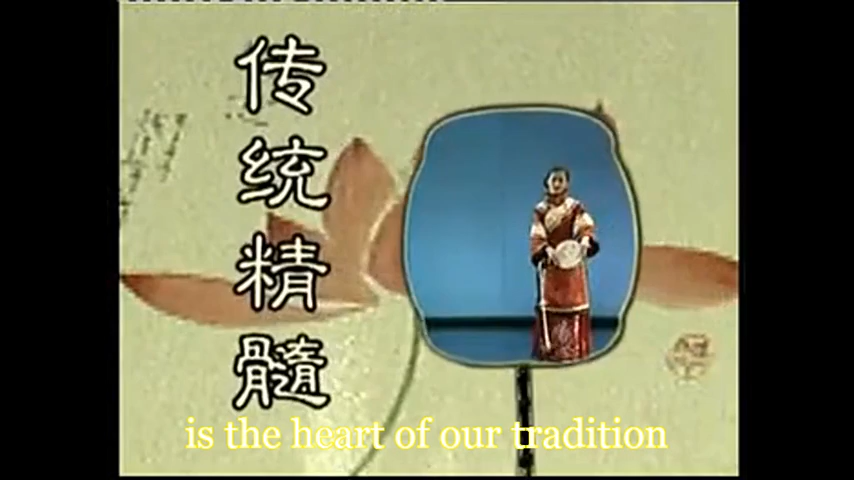 传统精髓
is the heart of our tradition